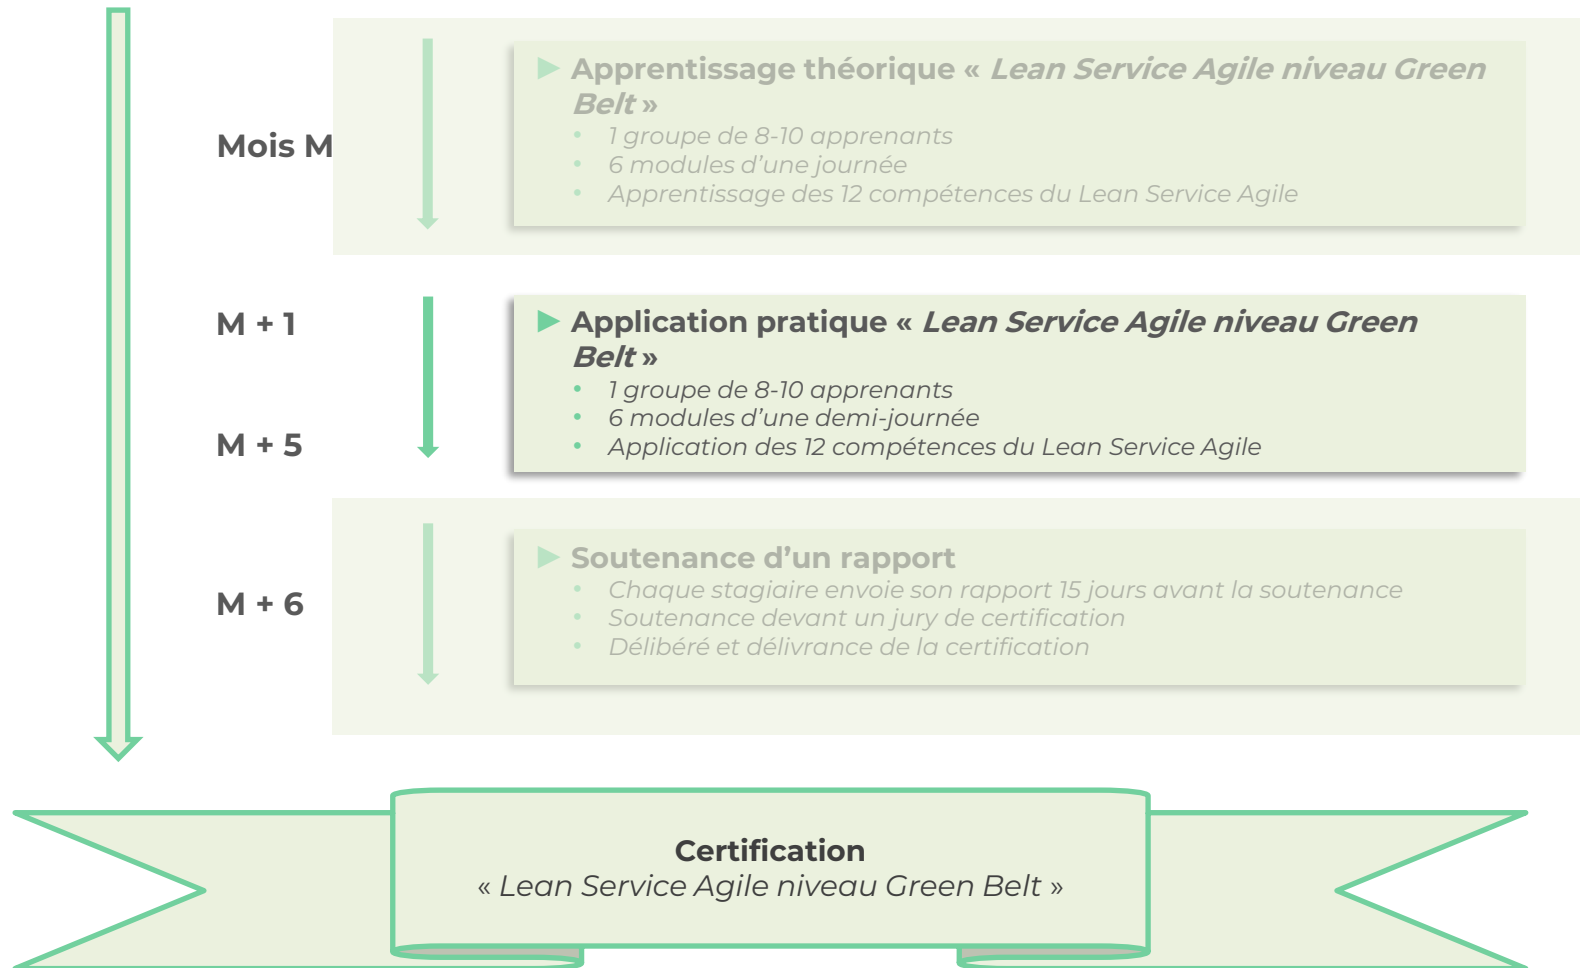 Mois M
► Apprentissage théorique « Lean Service Agile niveau Green
Belt »
• 1 groupe de 8-10 apprenants
• 6 modules d’une journée
• Apprentissage des 12 compétences du Lean Service Agile
M + 1
M + 5
► Application pratique « Lean Service Agile niveau Green
Belt »
• 1 groupe de 8-10 apprenants
• 6 modules d’une demi-journée
• Application des 12 compétences du Lean Service Agile
M + 6
► Soutenance d’un rapport
• Chaque stagiaire envoie son rapport 15 jours avant la soutenance
• Soutenance devant un jury de certification
• Délibéré et délivrance de la certification
Certification
« Lean Service Agile niveau Green Belt »